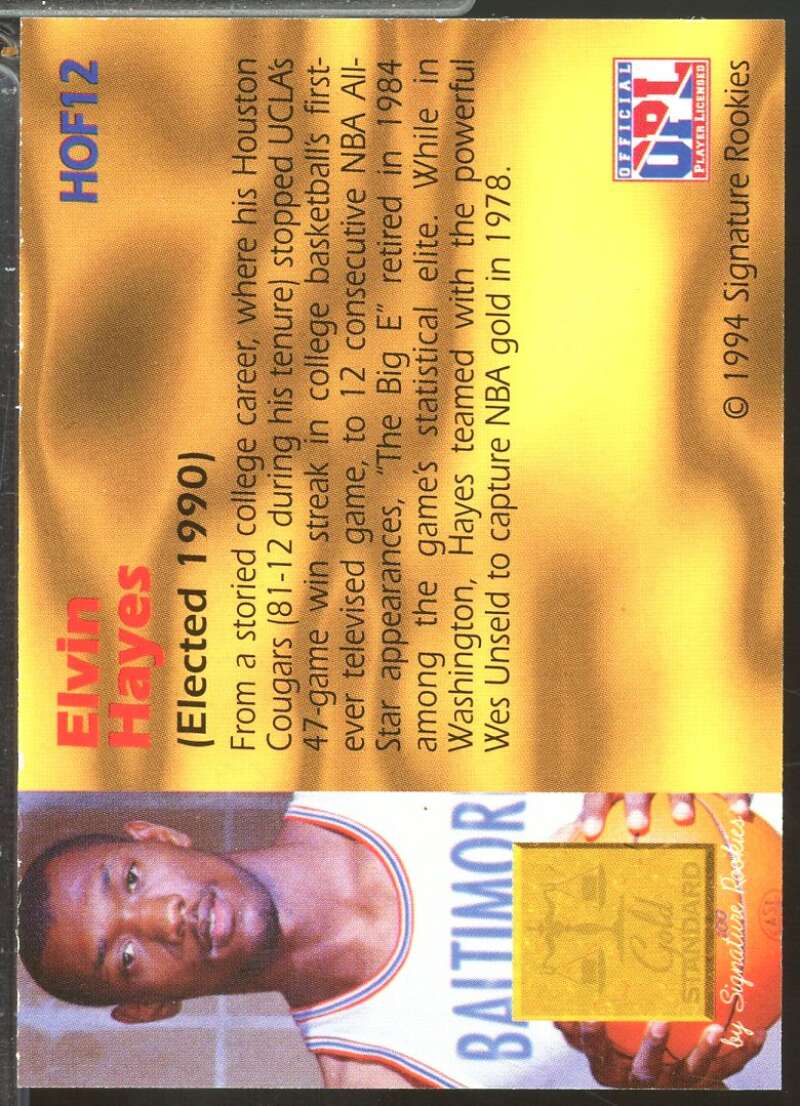 Elvin
Hayes
HOF12
(Elected 1990)
From a storied college career, where his Houston
Cougars (81-12 during his tenure) stopped UCLA's
47-game win streak in college basketball's first-
ever televised game, to 12 consecutive NBA All-
Star appearances, "The Big E" retired in 1984
among the game's statistical elite. While in
Washington, Hayes teamed with the powerful
Wes Unseld to capture NBA gold in 1978.
OFFICIAL
UPL
PLAYER LICENSED
© 1994 Signature Rookies
BALTIMOR
Gold
STANDARD
by Signature Rookies